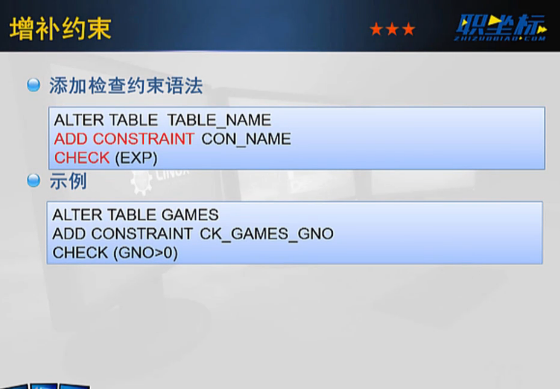 增补约束
★★★
职坐标
ZHIZUOBIAO.COM
添加检查约束语法
ALTER TABLE TABLE_NAME
ADD CONSTRAINT CON_NAME
CHECK (EXP)
LINUX
示例
ALTER TABLE GAMES
ADD CONSTRAINT CK_GAMES_GNO
CHECK (GNO>0)